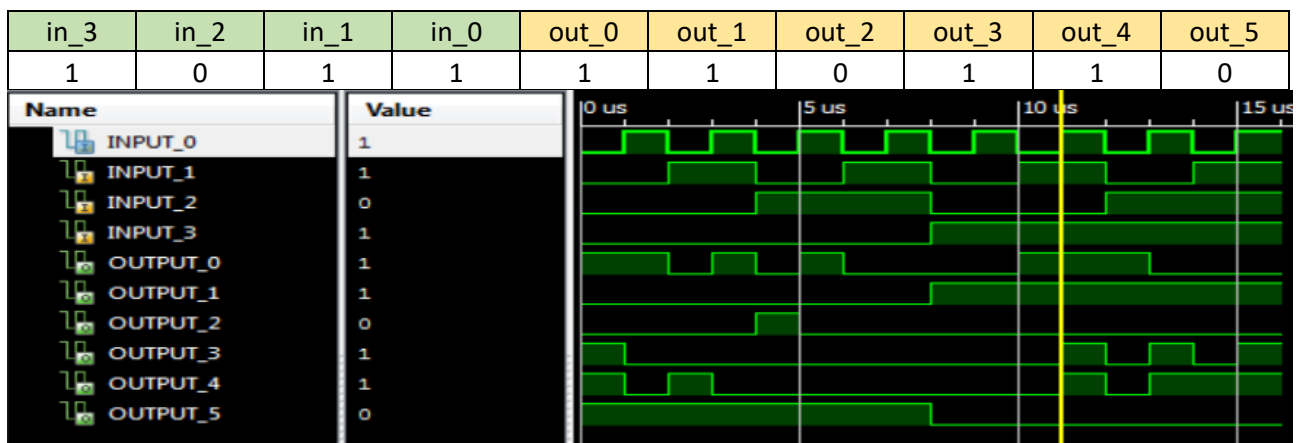 in_3 in_2 in_1 in_0 out_0 out_1 out_2 out_3 out_4 out_5
1 0 1 1 1 1 0 1 1 0
Name Value 0 us 5 us 10 us 15 us
INPUT_0 1
INPUT_1 1
INPUT_2 0
INPUT_3 1
OUTPUT_0 1
OUTPUT_1 1
OUTPUT_2 0
OUTPUT_3 1
OUTPUT_4 1
OUTPUT_5 0